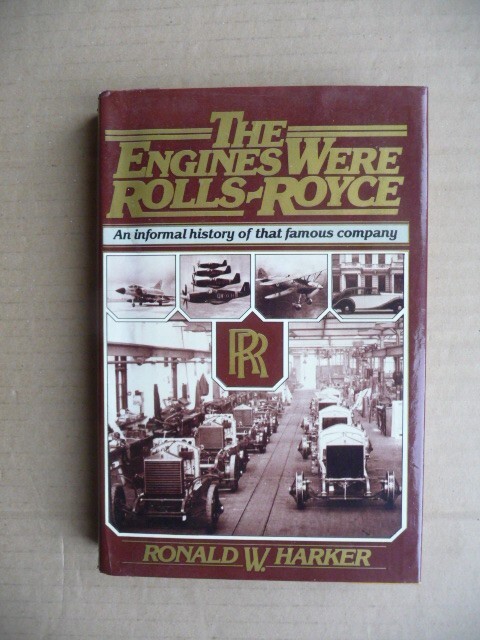 THE
ENGINES WERE
ROLLS-ROYCE
An informal history of that famous company
RR
RONALD W. HARKER